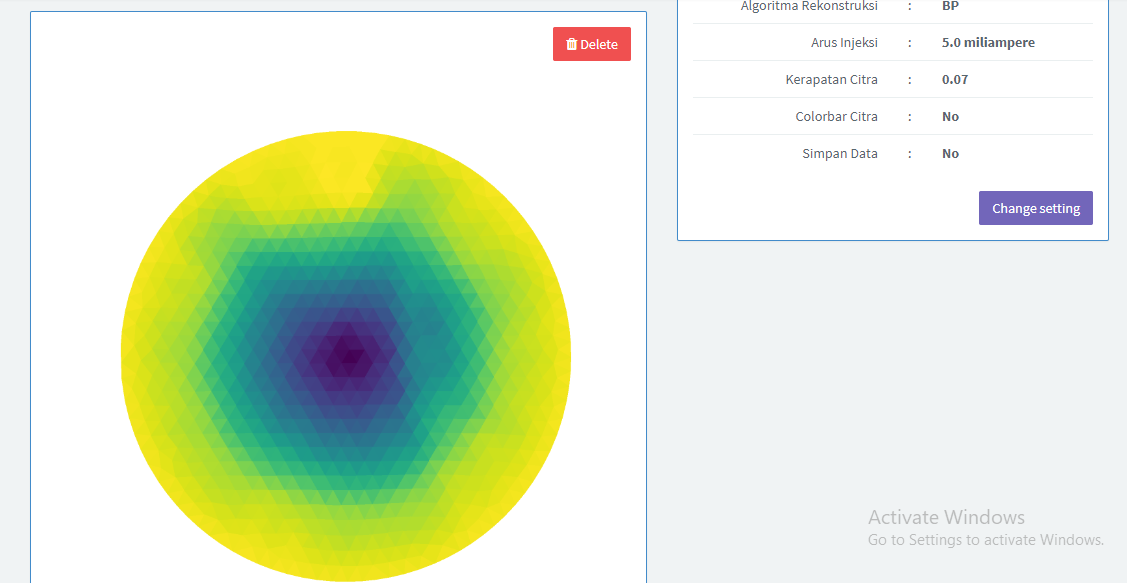 Delete
Algoritma Rekonstruksi : BP
Arus Injeksi : 5.0 miliampere
Kerapatan Citra : 0.07
Colorbar Citra : No
Simpan Data : No
Change setting
Activate Windows
Go to Settings to activate Windows.